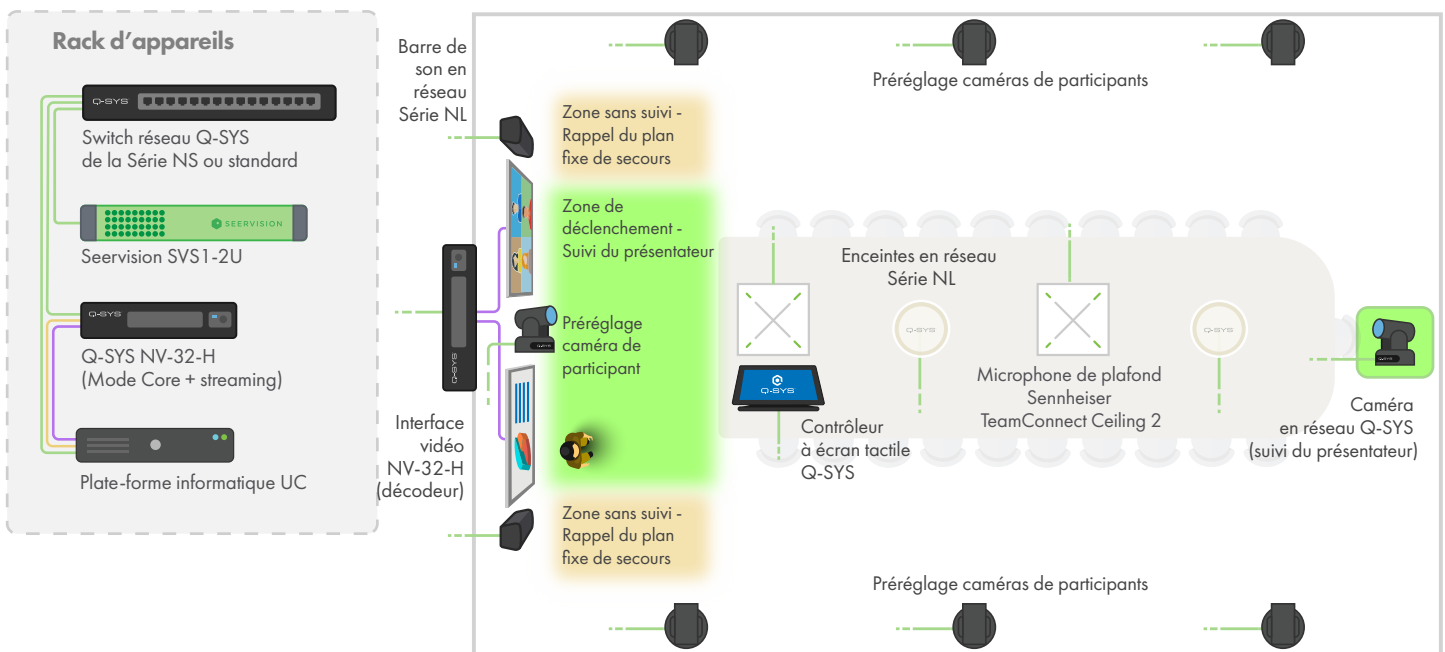 Rack d’appareils
Q-SYS
Switch réseau Q-SYS
de la Série NS ou standard
SEERVISION
Seervision SVS1-2U
Q-SYS
Q-SYS NV-32-H
(Mode Core + streaming)
Plate-forme informatique UC
Barre de
son en
réseau
Série NL
Préréglage caméras de participants
Zone sans suivi -
Rappel du plan
fixe de secours
Zone de
déclenchement -
Suivi du présentateur
Q-SYS
Préréglage
caméra de
participant
Interface
vidéo
NV-32-H
(décodeur)
Zone sans suivi -
Rappel du plan
fixe de secours
Enceintes en réseau
Série NL
Q-SYS
Q-SYS
Q-SYS
Contrôleur
à écran tactile
Q-SYS
Microphone de plafond
Sennheiser
TeamConnect Ceiling 2
Caméra
en réseau Q-SYS
(suivi du présentateur)
Préréglage caméras de participants